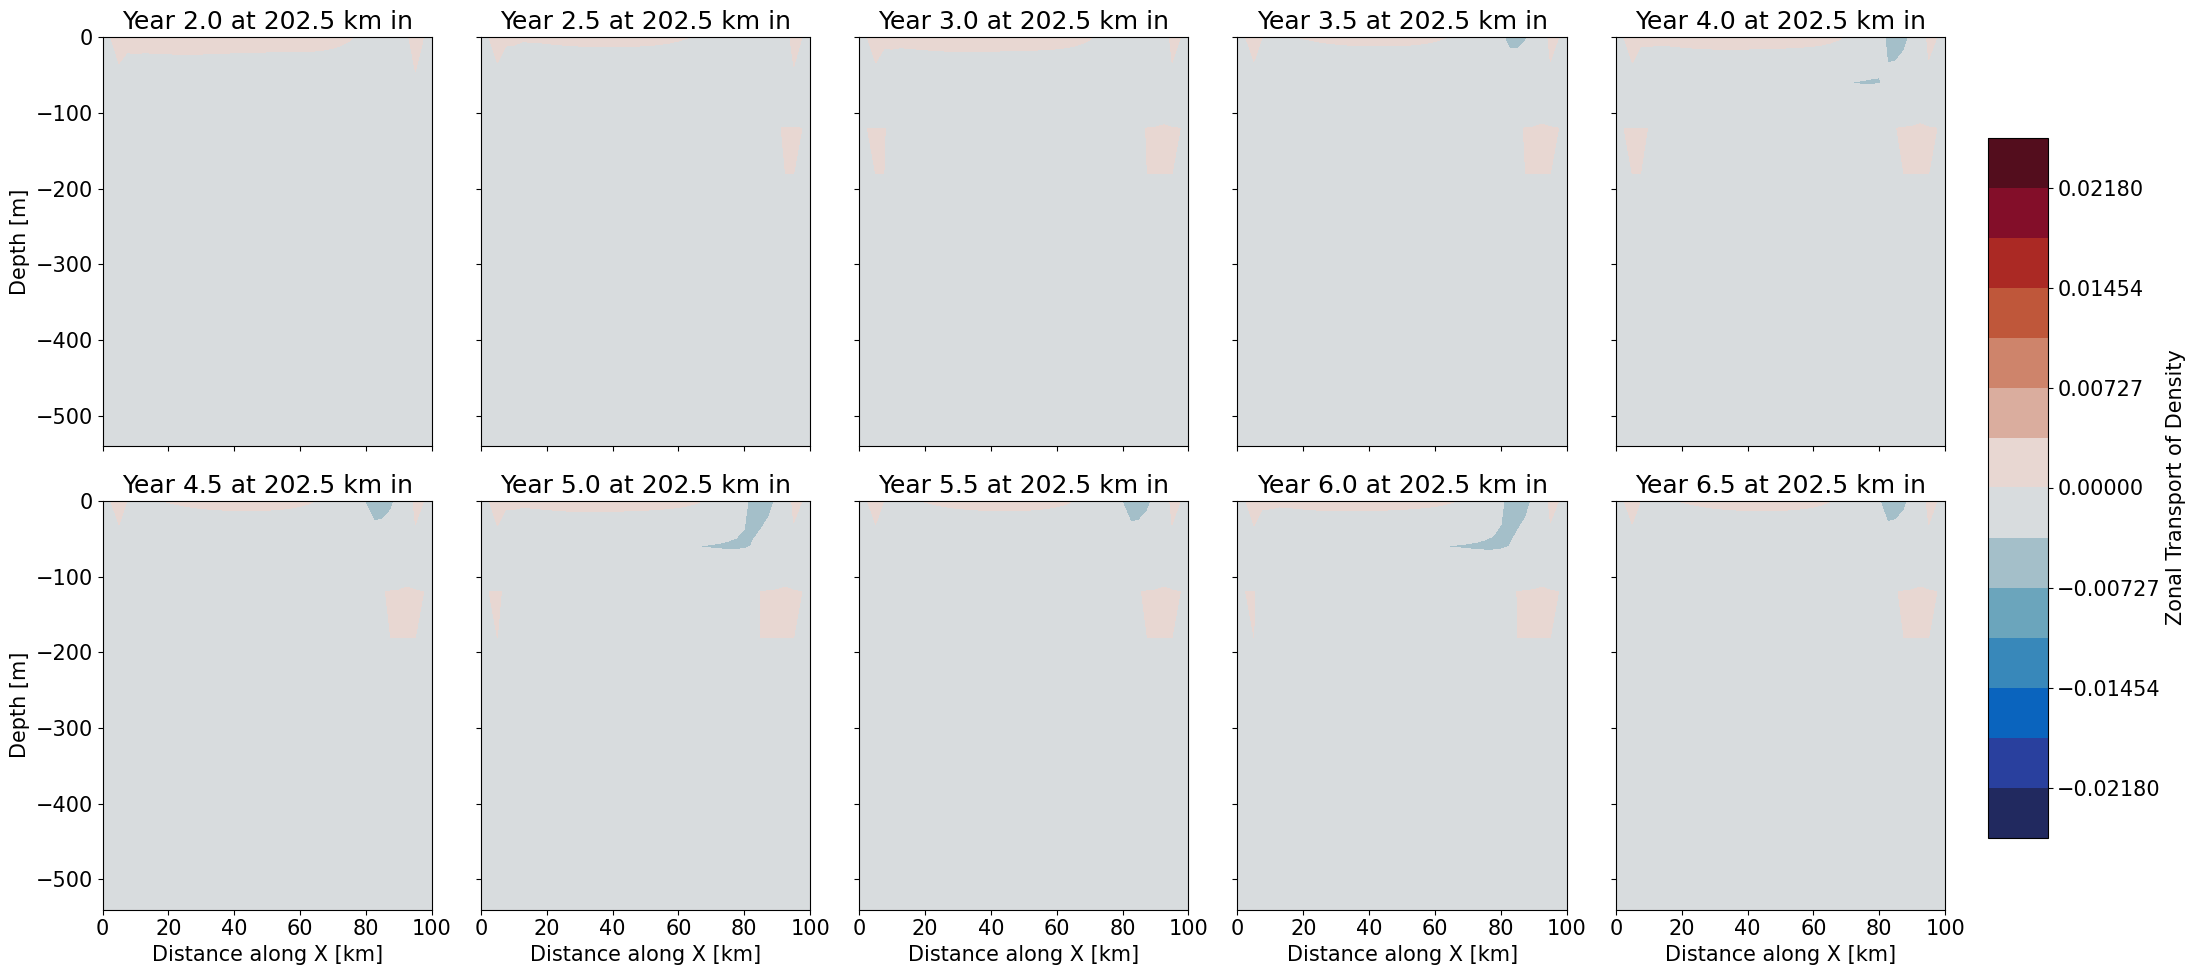 Year 2.0 at 202.5 km in
Year 2.5 at 202.5 km in
Year 3.0 at 202.5 km in
Year 3.5 at 202.5 km in
Year 4.0 at 202.5 km in
0
−100
−200
−300
−400
−500
Depth [m]
Year 4.5 at 202.5 km in
Year 5.0 at 202.5 km in
Year 5.5 at 202.5 km in
Year 6.0 at 202.5 km in
Year 6.5 at 202.5 km in
0
−100
−200
−300
−400
−500
Depth [m]
0 20 40 60 80 100
0 20 40 60 80 100
0 20 40 60 80 100
0 20 40 60 80 100
0 20 40 60 80 100
Distance along X [km]
Distance along X [km]
Distance along X [km]
Distance along X [km]
Distance along X [km]
0.02180
0.01454
0.00727
0.00000
−0.00727
−0.01454
−0.02180
Zonal Transport of Density